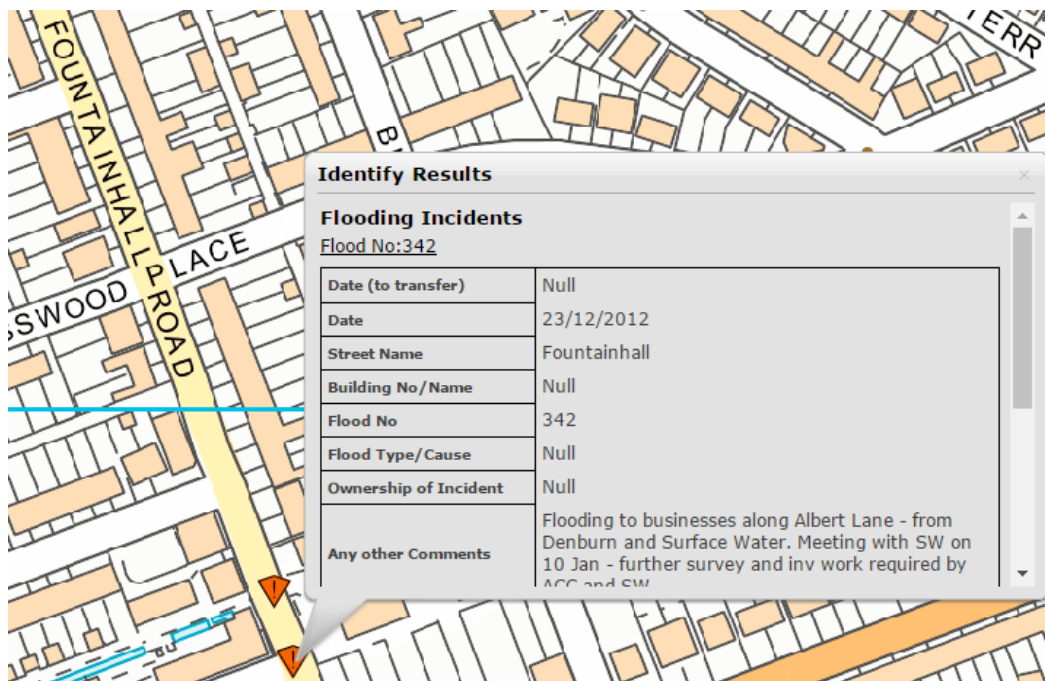 FOUNTAINHALL ROAD
TERR
PLACE
Identify Results
Flooding Incidents
Flood No:342
Date (to transfer) Null
Date 23/12/2012
Street Name Fountainhall
Building No/Name Null
Flood No 342
Flood Type/Cause Null
Ownership of Incident Null
Any other Comments Flooding to businesses along Albert Lane - from
Denburn and Surface Water. Meeting with SW on
10 Jan - further survey and inv work required by
ACC and SW